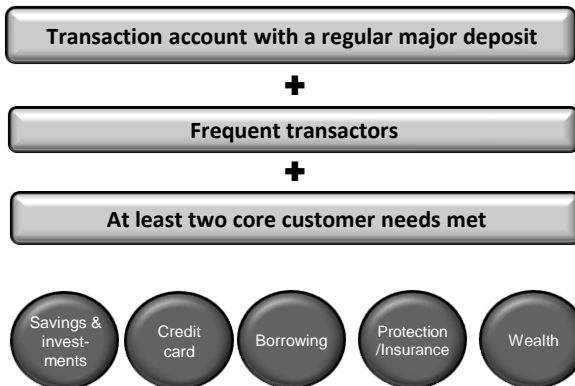 Transaction account with a regular major deposit
+
Frequent transactors
+
At least two core customer needs met
Savings &
invest-
ments
Credit
card
Borrowing
Protection
/Insurance
Wealth